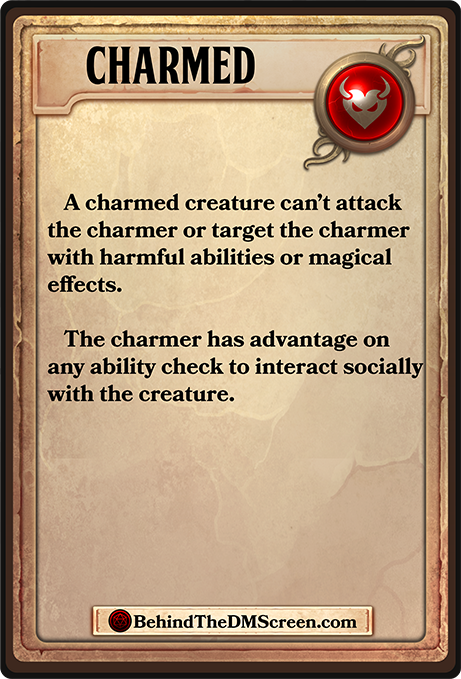 CHARMED
A charmed creature can’t attack
the charmer or target the charmer
with harmful abilities or magical
effects.
The charmer has advantage on
any ability check to interact socially
with the creature.
BehindTheDMScreen.com